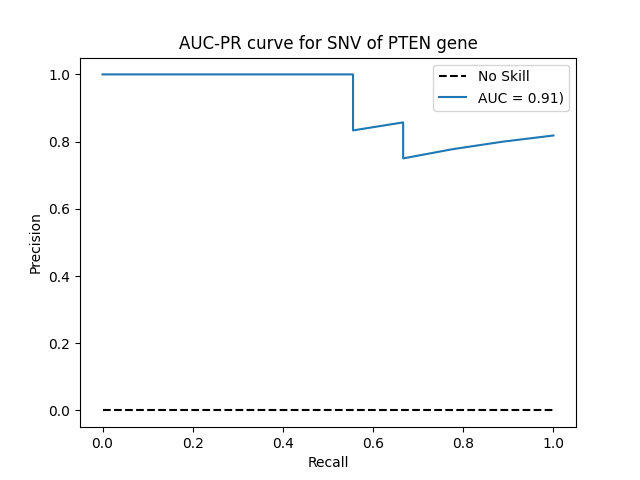 AUC-PR curve for SNV of PTEN gene
No Skill
AUC = 0.91)
1.0
0.8
0.6
0.4
0.2
0.0
Precision
0.0 0.2 0.4 0.6 0.8 1.0
Recall